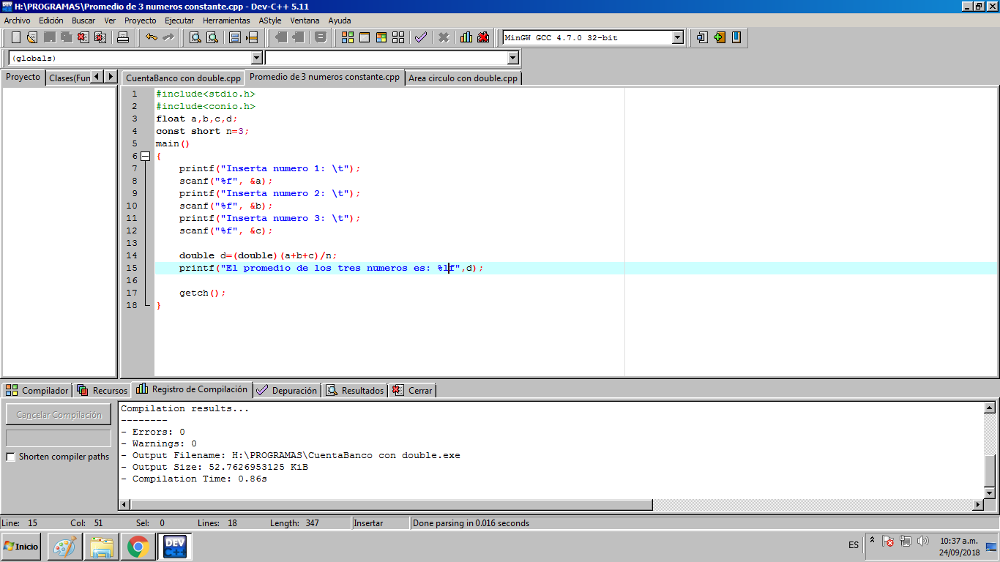 H:\PROGRAMAS\Promedio de 3 numeros constante.cpp - Dev-C++ 5.11
Archivo Edición Buscar Ver Proyecto Ejecutar Herramientas AStyle Ventana Ayuda
MinGW GCC 4.7.0 32-bit
(globals)
Proyecto Clases(Fun CuentaBanco con double.cpp Promedio de 3 numeros constante.cpp Area circulo con double.cpp
1 #include<stdio.h>
2 #include<conio.h>
3 float a,b,c,d;
4 const short n=3;
5 main()
6 {
7 printf("Inserta numero 1: \t");
8 scanf("%f", &a);
9 printf("Inserta numero 2: \t");
10 scanf("%f", &b);
11 printf("Inserta numero 3: \t");
12 scanf("%f", &c);
13
14 double d=(double)(a+b+c)/n;
15 printf("El promedio de los tres numeros es: %lf",d);
16
17 getch();
18 }
Compilador Recursos Registro de Compilación Depuración Resultados Cerrar
Cancelar Compilación
Shorten compiler paths
Compilation results...
--------
- Errors: 0
- Warnings: 0
- Output Filename: H:\PROGRAMAS\CuentaBanco con double.exe
- Output Size: 52.7626953125 KiB
- Compilation Time: 0.86s
Line: 15 Col: 51 Sel: 0 Lines: 18 Length: 347 Insertar Done parsing in 0.016 seconds
Inicio
DEV C++
ES
10:37 a.m.
24/09/2018